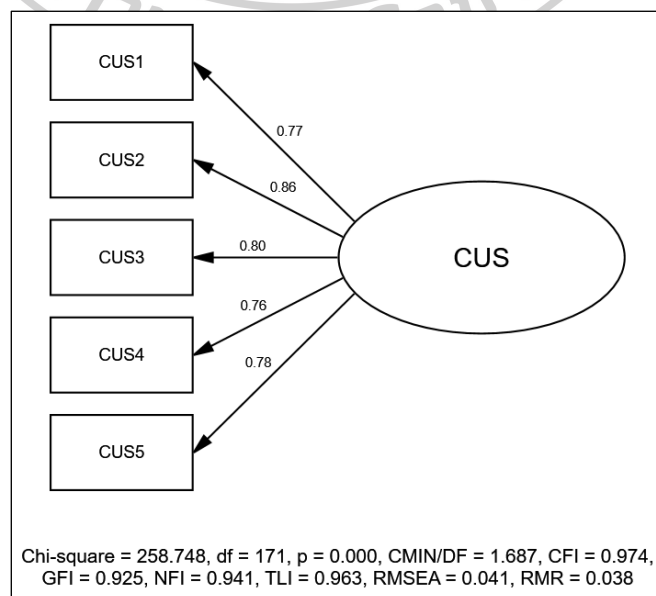 CUS1
0.77
CUS2
0.86
CUS3
0.80
CUS
CUS4
0.76
CUS5
0.78
Chi-square = 258.748, df = 171, p = 0.000, CMIN/DF = 1.687, CFI = 0.974,
GFI = 0.925, NFI = 0.941, TLI = 0.963, RMSEA = 0.041, RMR = 0.038